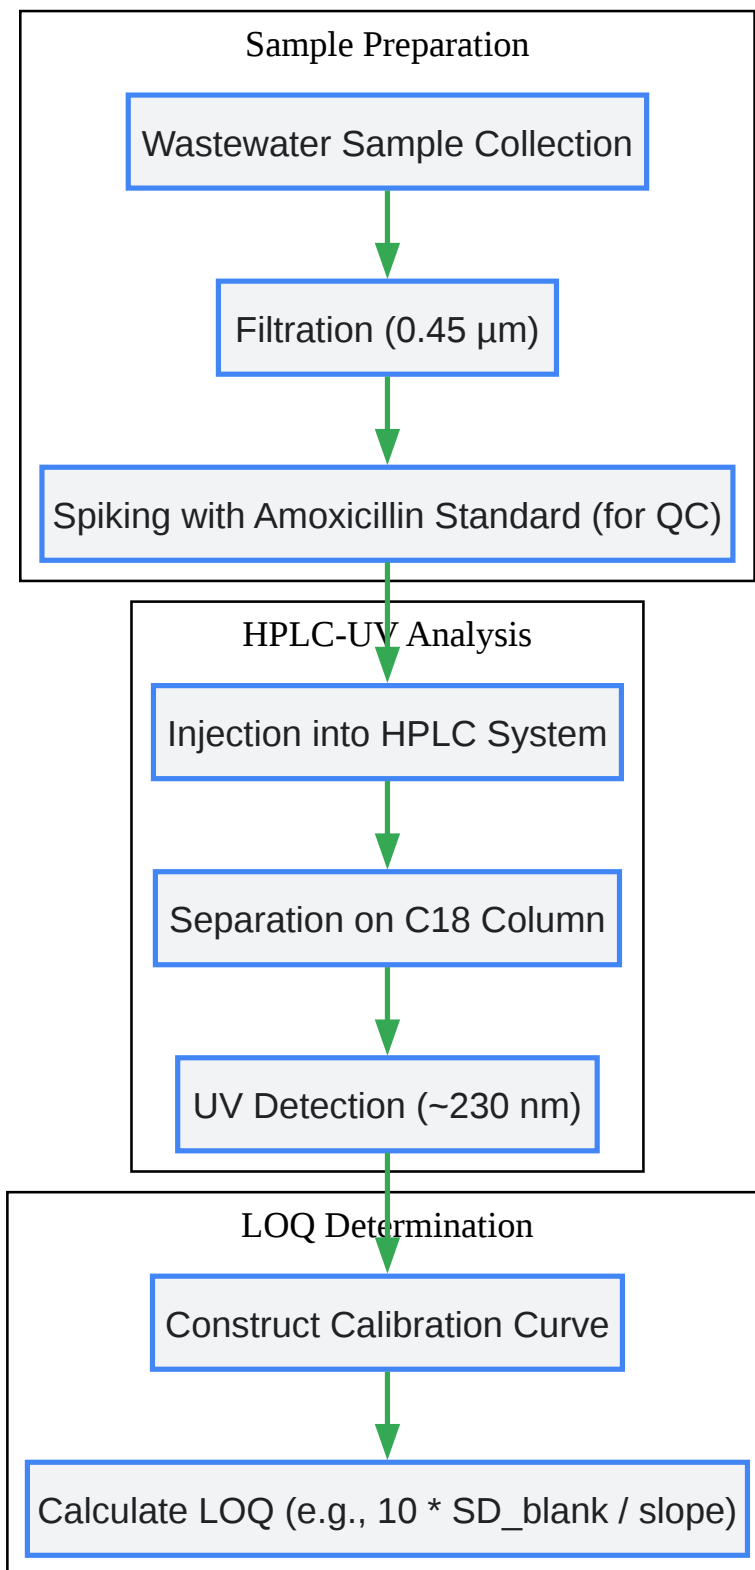 Sample Preparation
Wastewater Sample Collection
Filtration (0.45 µm)
Spiking with Amoxicillin Standard (for QC)
HPLC-UV Analysis
Injection into HPLC System
Separation on C18 Column
UV Detection (~230 nm)
LOQ Determination
Construct Calibration Curve
Calculate LOQ (e.g., 10 * SD_blank / slope)